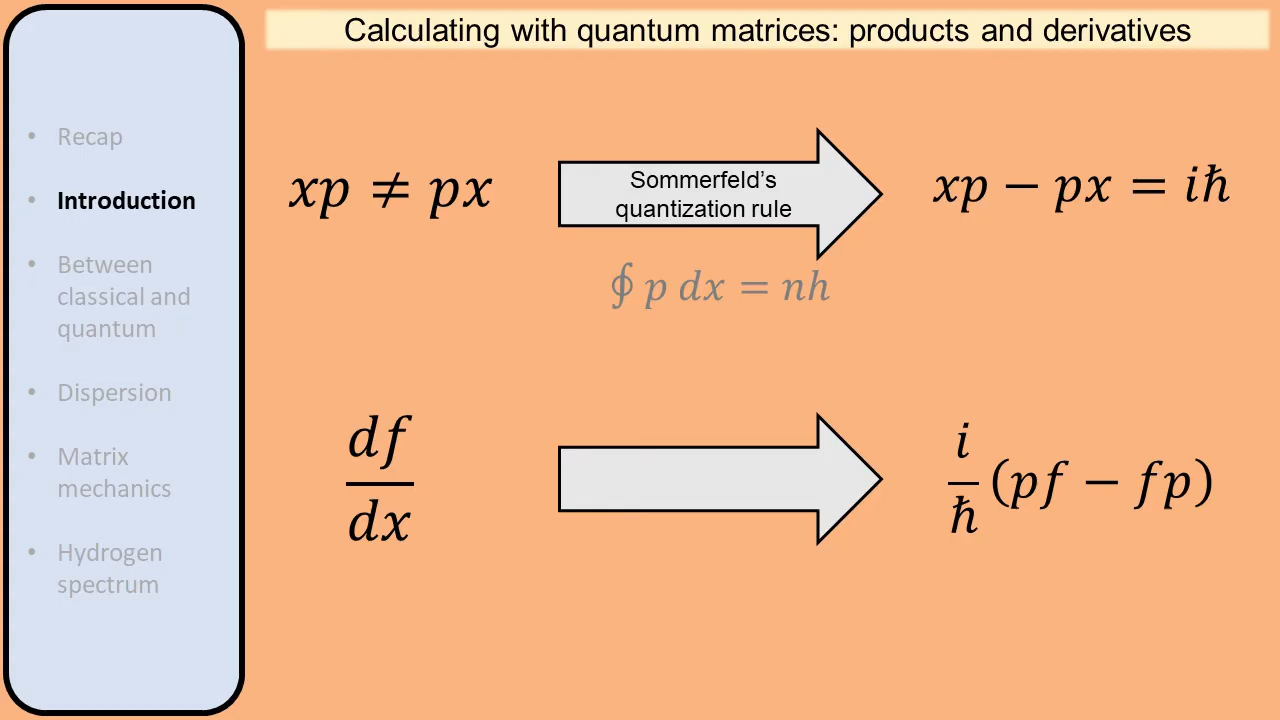 Calculating with quantum matrices: products and derivatives
• Recap
• Introduction
• Between
classical and
quantum
• Dispersion
• Matrix
mechanics
• Hydrogen
spectrum
𝑥𝑝 ≠ 𝑝𝑥
Sommerfeld’s
quantization rule
𝑥𝑝 − 𝑝𝑥 = 𝑖ℏ
∮ 𝑝 𝑑𝑥 = 𝑛ℎ
𝑑𝑓
𝑑𝑥
𝑖
ℏ
(𝑝𝑓 − 𝑓𝑝)